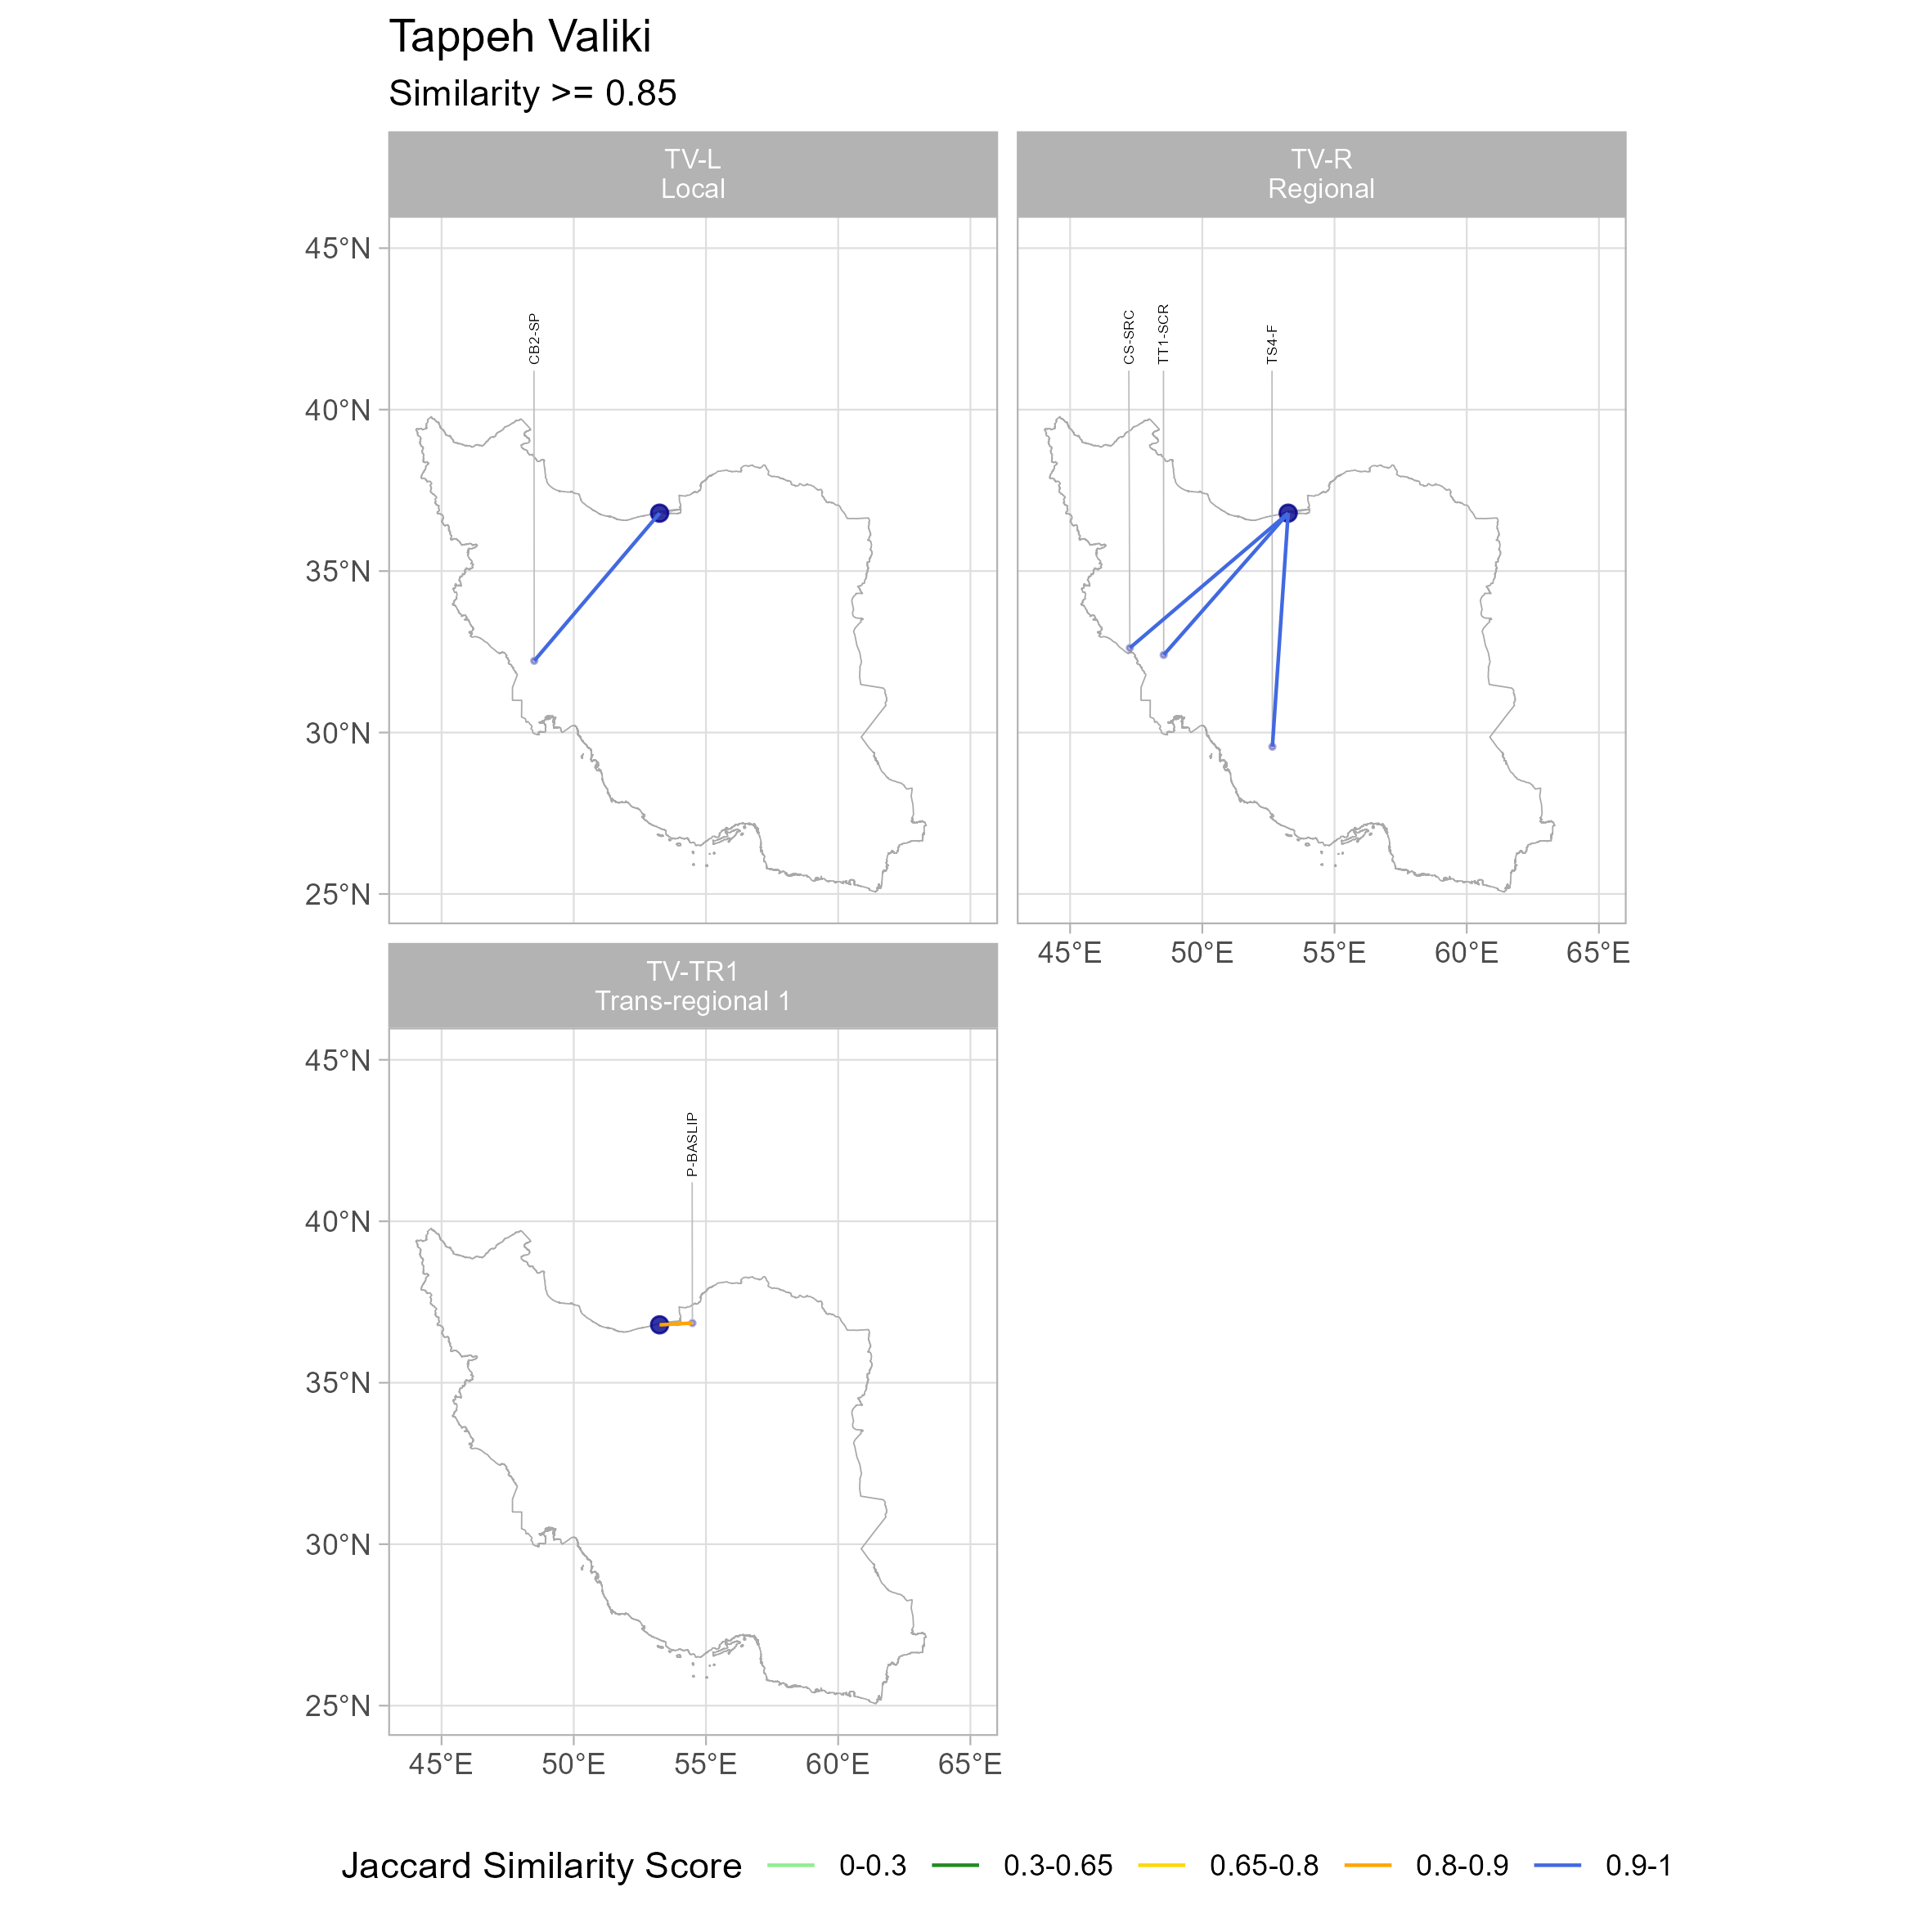 Tappeh Valiki
Similarity >= 0.85
TV-L
Local
TV-R
Regional
45°N
40°N
35°N
30°N
25°N
CB2-SP
CS-SRC
TT1-SCR
TS4-F
45°E 50°E 55°E 60°E 65°E
TV-TR1
Trans-regional 1
45°N
40°N
35°N
30°N
25°N
P-BASLIP
45°E 50°E 55°E 60°E 65°E
Jaccard Similarity Score 0-0.3 0.3-0.65 0.65-0.8 0.8-0.9 0.9-1